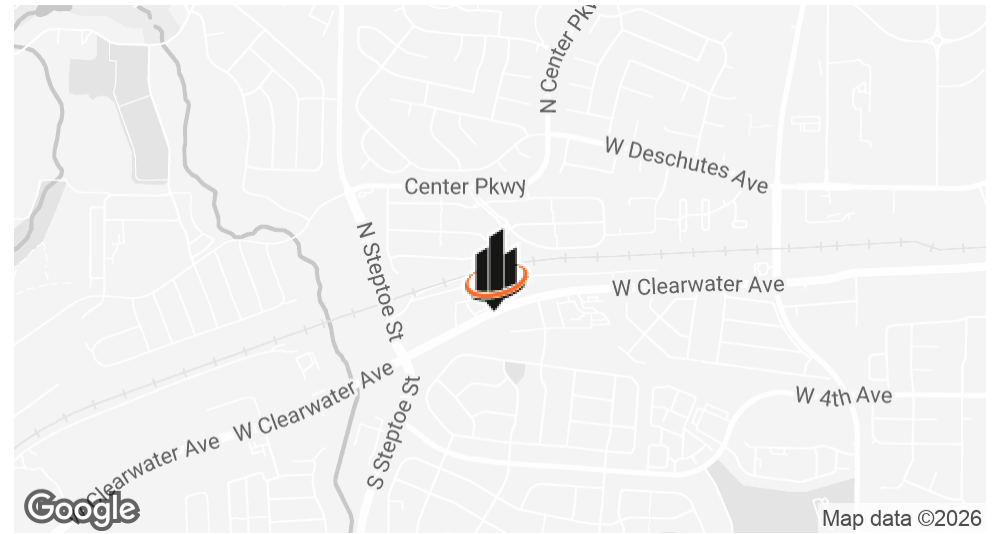 N Center Pkw
W Deschutes Ave
Center Pkwy
N Steptoe St
W Clearwater Ave
W 4th Ave
W Clearwater Ave
S Steptoe St
W Clearwater Ave
Google
Map data ©2026